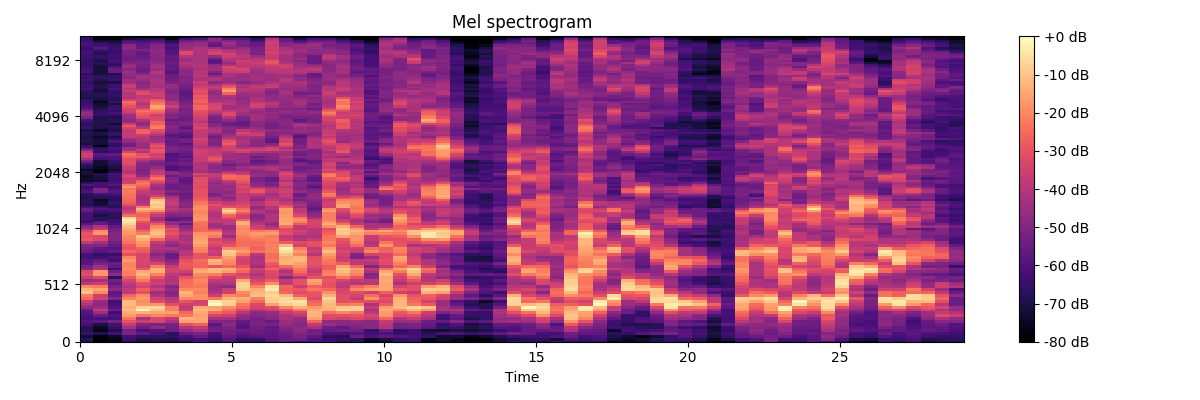 Mel spectrogram
8192
4096
2048
1024
512
0
Hz
0 5 10 15 20 25
Time
+0 dB
-10 dB
-20 dB
-30 dB
-40 dB
-50 dB
-60 dB
-70 dB
-80 dB